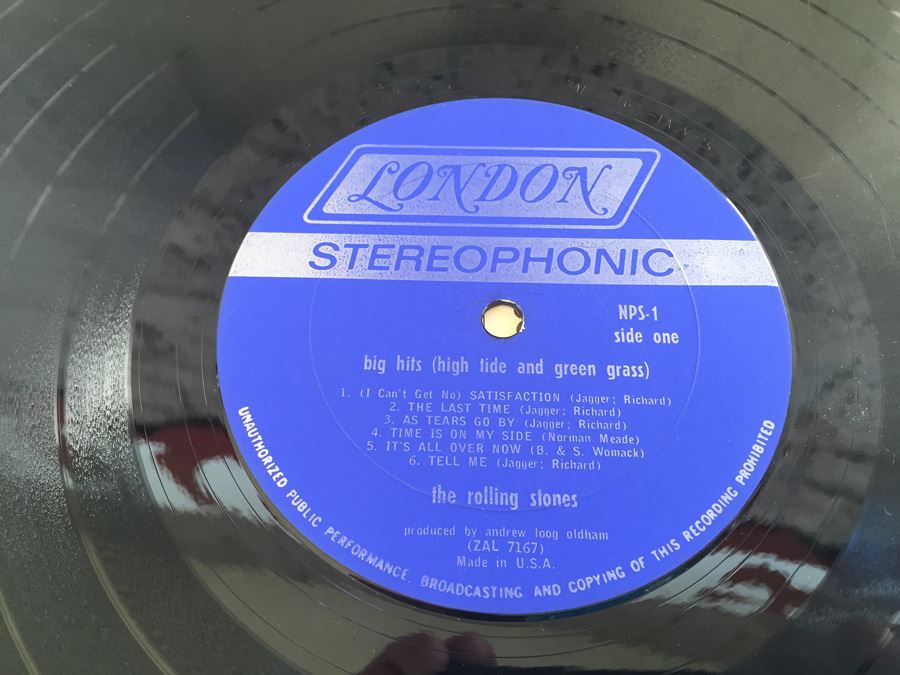 LONDON
STEREOPHONIC
NPS-1
side one
big hits (high tide and green grass)
1. (I Can't Get No) SATISFACTION (Jagger; Richard)
2. THE LAST TIME (Jagger; Richard)
3. AS TEARS GO BY (Jagger; Richard)
4. TIME IS ON MY SIDE (Norman Meade)
5. IT'S ALL OVER NOW (B. & S. Womack)
6. TELL ME (Jagger; Richard)
the rolling stones
produced by andrew loog oldham
(ZAL 7167)
Made in U.S.A.
UNAUTHORIZED PUBLIC PERFORMANCE, BROADCASTING AND COPYING OF THIS RECORDING PROHIBITED